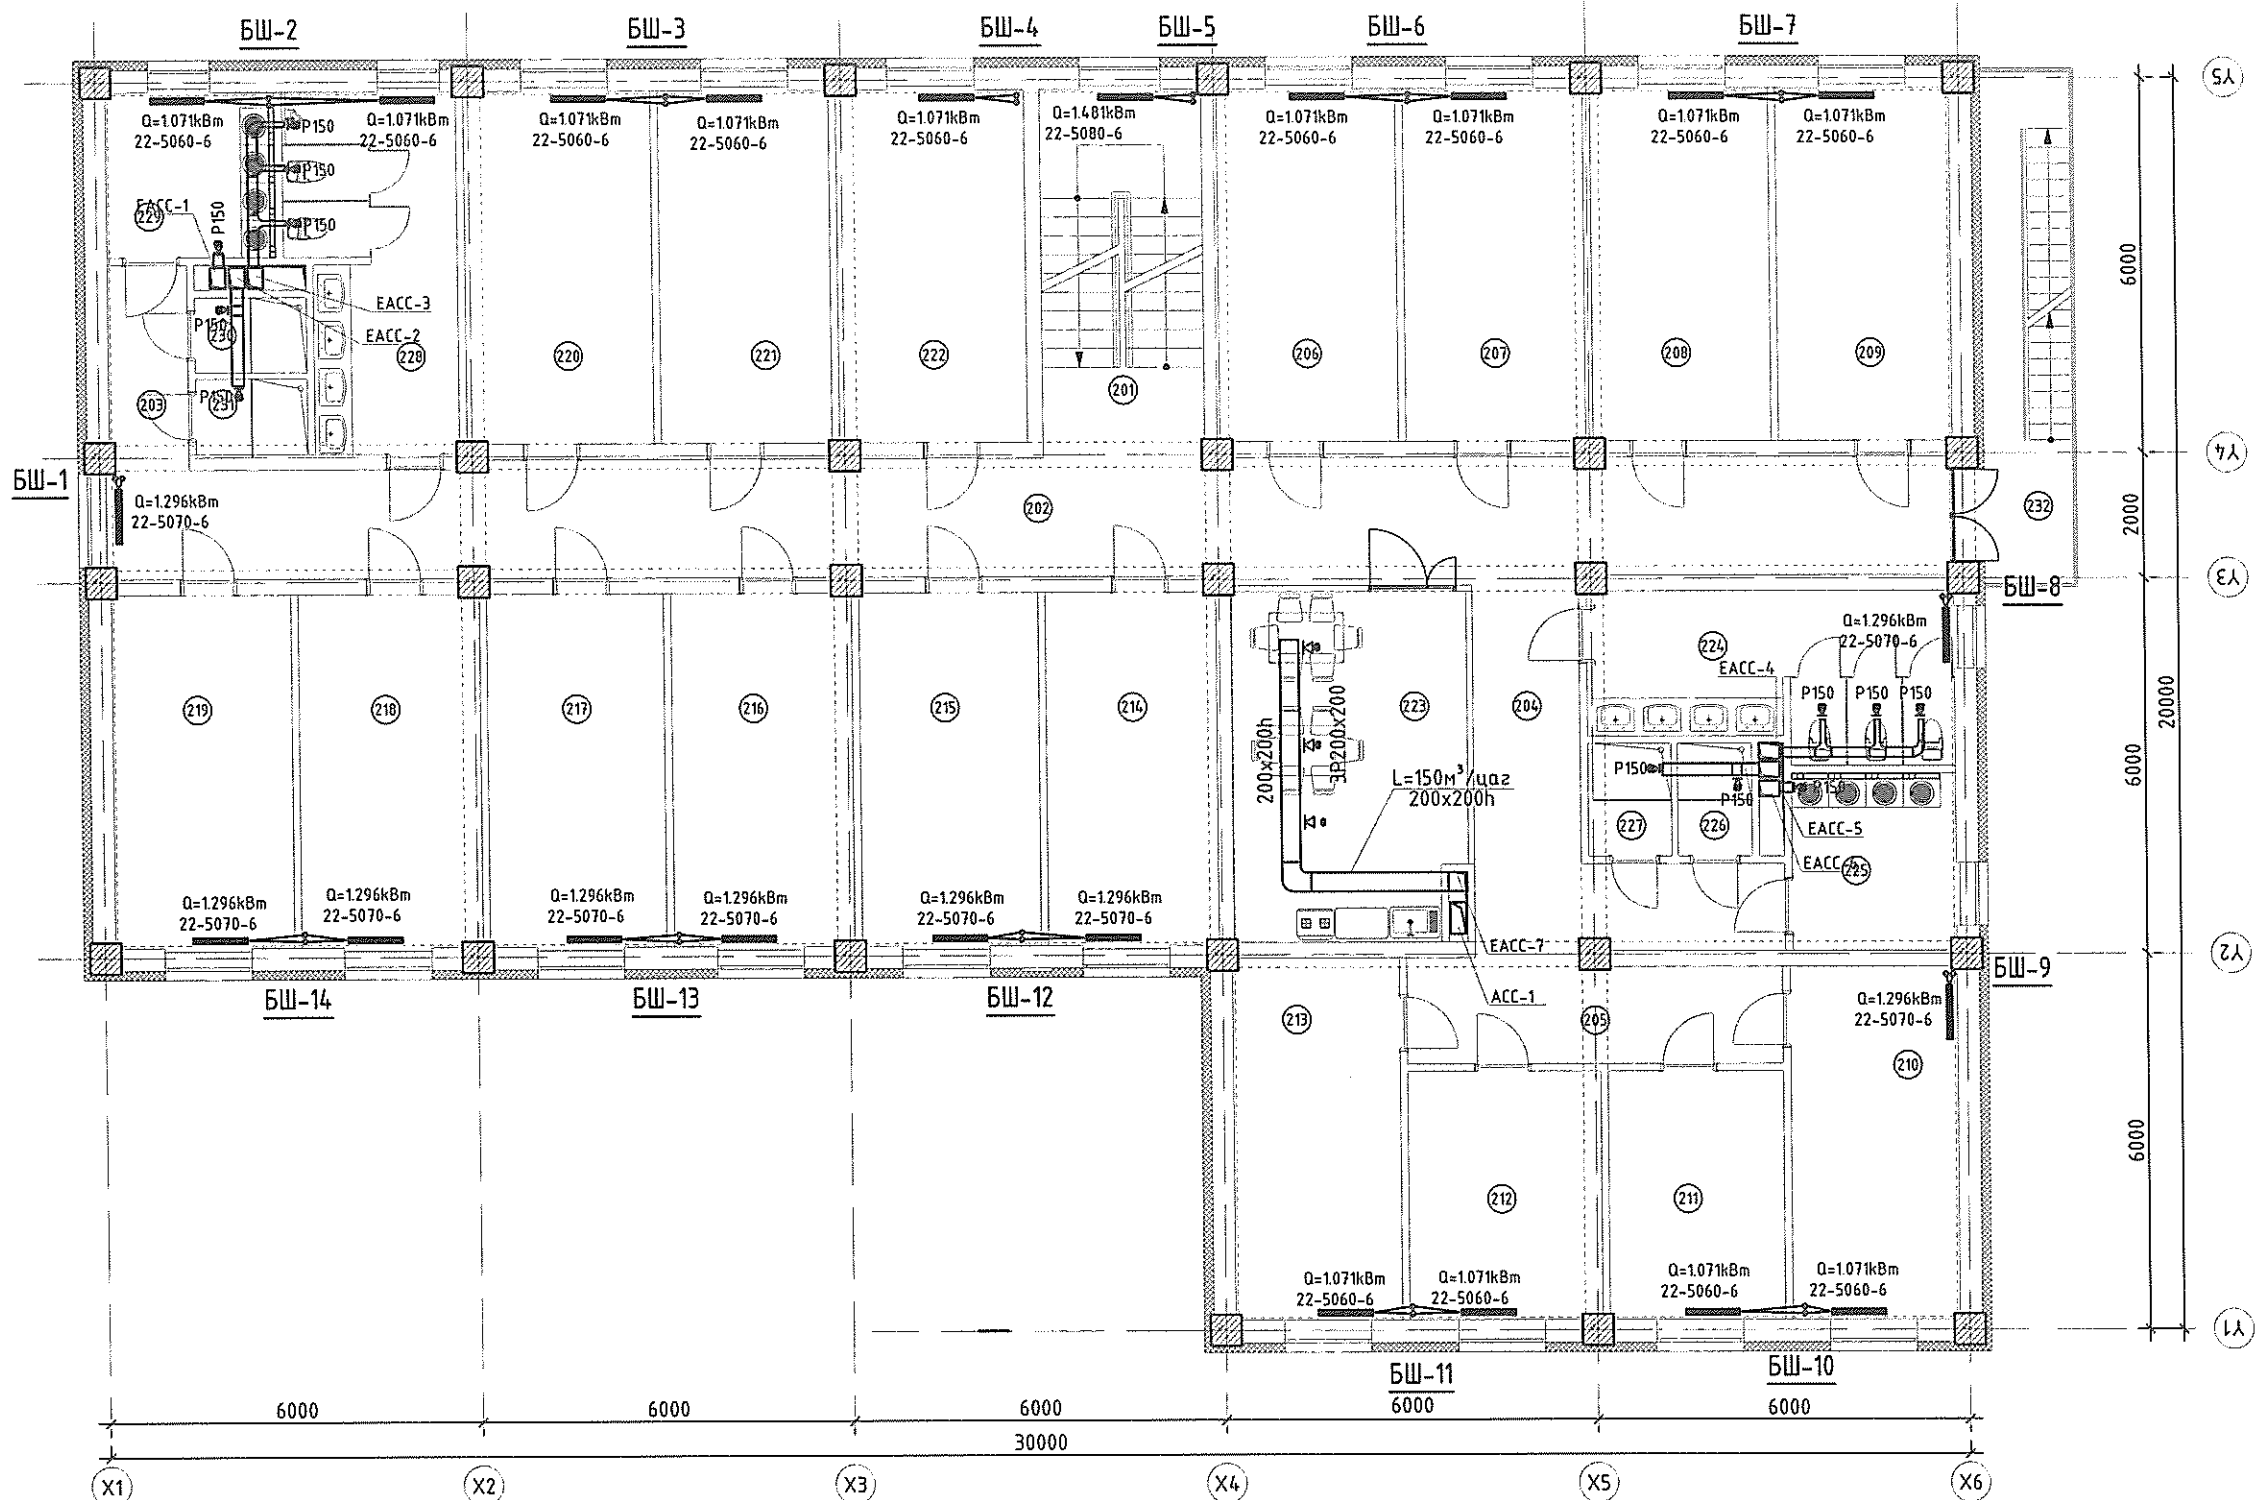 БШ-2
БШ-3
БШ-4
БШ-5
БШ-6
БШ-7
Y5
Q=1.071kBm
22-5060-6
Q=1.071kBm
22-5060-6
Q=1.071kBm
22-5060-6
Q=1.071kBm
22-5060-6
Q=1.071kBm
22-5060-6
Q=1.481kBm
22-5080-6
Q=1.071kBm
22-5060-6
Q=1.071kBm
22-5060-6
Q=1.071kBm
22-5060-6
Q=1.071kBm
22-5060-6
P150
P150
P150
P150
EACC-1
229
EACC-3
EACC-2
P150
230
P150
231
203
228
220
221
222
201
206
207
208
209
6000
Y4
БШ-1
Q=1.296kBm
22-5070-6
202
232
2000
Y3
БШ-8
Q=1.296kBm
22-5070-6
224
EACC-4
P150
P150
P150
219
218
217
216
215
214
223
204
200x200h
3P200x200
L=150м³/цаг
200x200h
P150
P150
P150
227
226
EACC-5
EACC-6
225
6000
20000
Q=1.296kBm
22-5070-6
Q=1.296kBm
22-5070-6
Q=1.296kBm
22-5070-6
Q=1.296kBm
22-5070-6
Q=1.296kBm
22-5070-6
Q=1.296kBm
22-5070-6
EACC-7
ACC-1
Y2
БШ-9
БШ-14
БШ-13
БШ-12
213
205
Q=1.296kBm
22-5070-6
210
212
211
6000
Q=1.071kBm
22-5060-6
Q=1.071kBm
22-5060-6
Q=1.071kBm
22-5060-6
Q=1.071kBm
22-5060-6
Y1
БШ-11
БШ-10
6000
6000
6000
6000
6000
30000
X1
X2
X3
X4
X5
X6